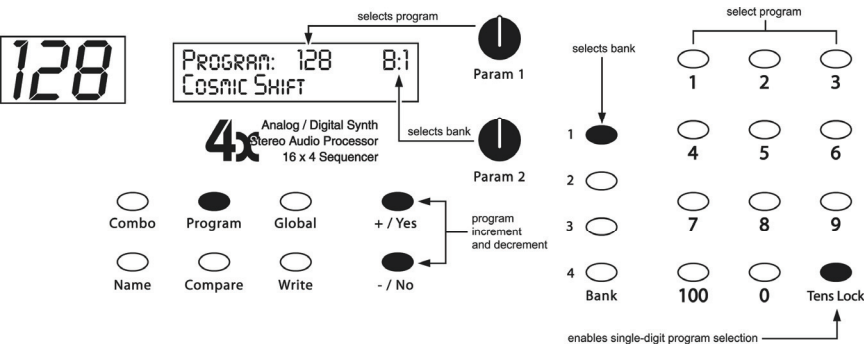 selects program
128
PROGRAM: 128 B:1
COSMIC SHIFT
Param 1
4x
Analog / Digital Synth
Stereo Audio Processor
16 x 4 Sequencer
selects bank
Param 2
Combo
Program
Global
+ / Yes
program
increment
and decrement
Name
Compare
Write
- / No
select program
selects bank
1
2
3
4
Bank
1 2 3
4 5 6
7 8 9
100 0 Tens Lock
enables single-digit program selection